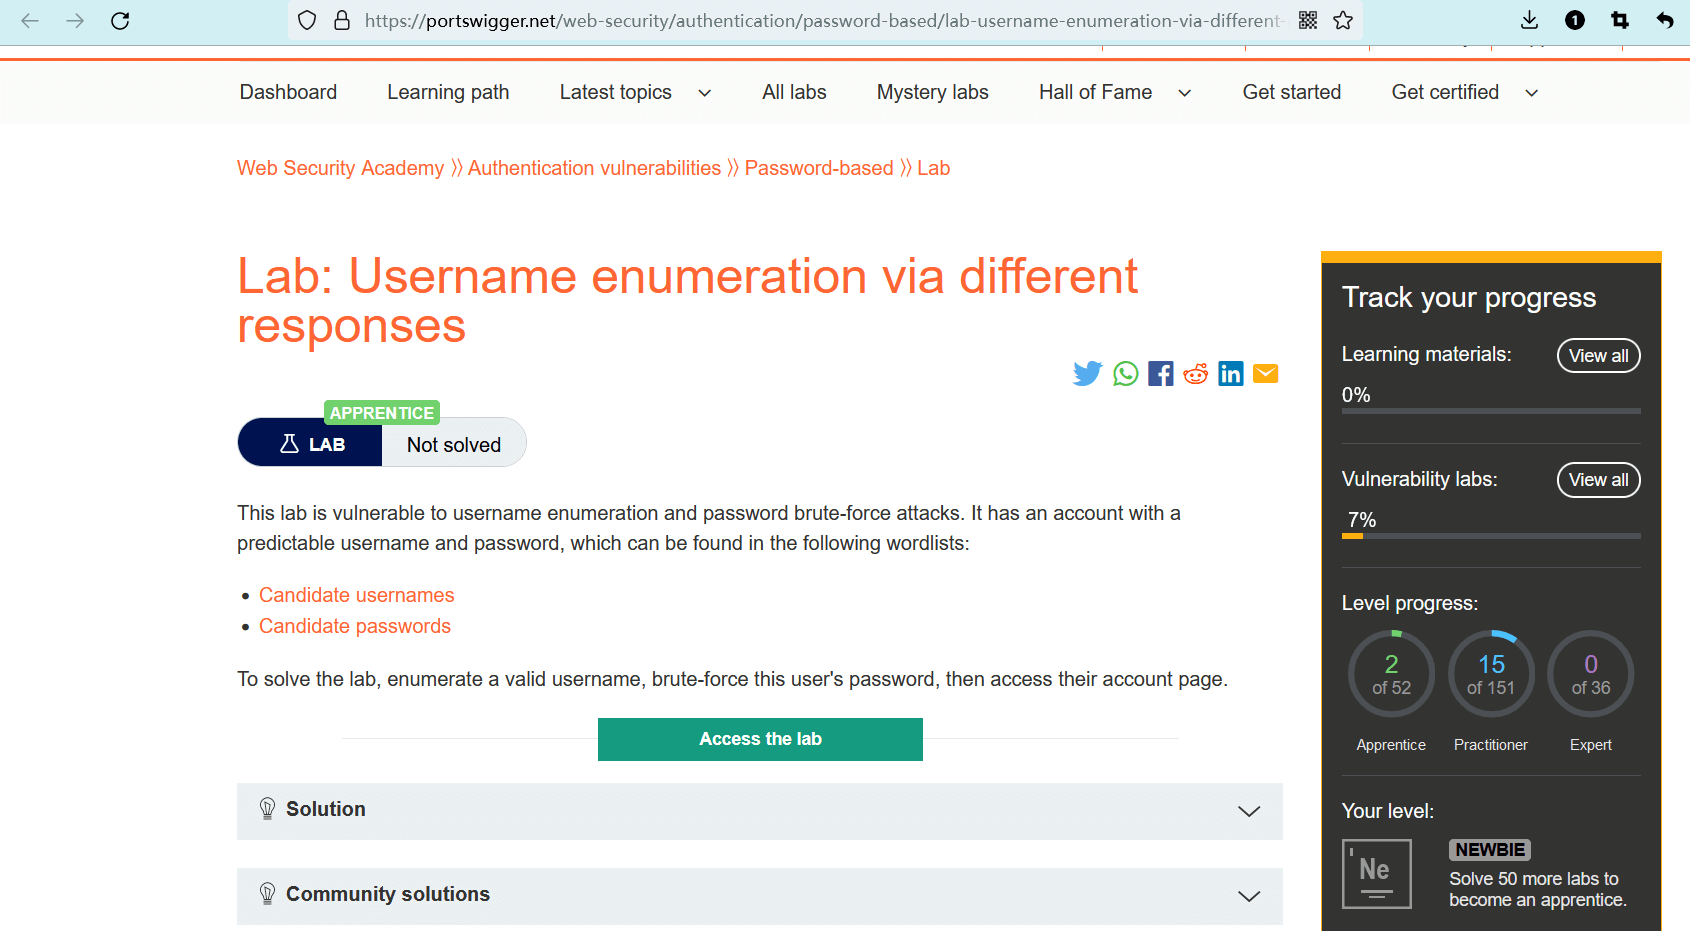 https://portswigger.net/web-security/authentication/password-based/lab-username-enumeration-via-different-
1
Dashboard Learning path Latest topics All labs Mystery labs Hall of Fame Get started Get certified
Web Security Academy 》 Authentication vulnerabilities 》 Password-based 》 Lab
Lab: Username enumeration via different
responses
APPRENTICE
LAB Not solved
This lab is vulnerable to username enumeration and password brute-force attacks. It has an account with a
predictable username and password, which can be found in the following wordlists:
• Candidate usernames
• Candidate passwords
To solve the lab, enumerate a valid username, brute-force this user's password, then access their account page.
Access the lab
Solution
Community solutions
Track your progress
Learning materials: View all
0%
Vulnerability labs: View all
7%
Level progress:
2 15 0
of 52 of 151 of 36
Apprentice Practitioner Expert
Your level:
Ne
NEWBIE
Solve 50 more labs to
become an apprentice.